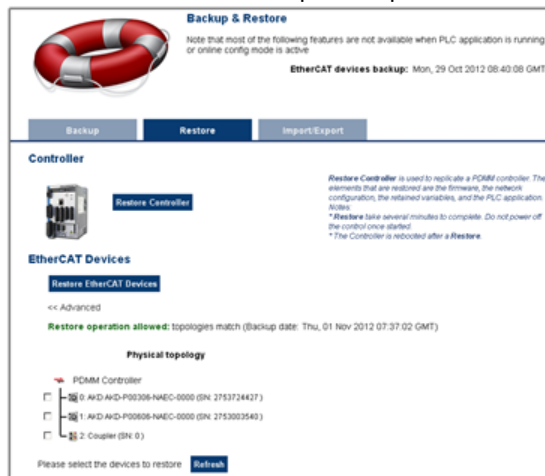 Backup & Restore
Note that most of the following features are not available when PLC application is running
or online config mode is active
EtherCAT devices backup: Mon, 29 Oct 2012 08:40:08 GMT
Backup
Restore
Import/Export
Controller
Restore Controller
Restore Controller is used to replicate a PDMM controller. The
elements that are restored are the firmware, the network
configuration, the retained variables, and the PLC application.
Notes:
* Restore take several minutes to complete. Do not power off
the control once started.
* The Controller is rebooted after a Restore.
EtherCAT Devices
Restore EtherCAT Devices
<< Advanced
Restore operation allowed: topologies match (Backup date: Thu, 01 Nov 2012 07:37:02 GMT)
Physical topology
PDMM Controller
0: AKD AKD-P00306-NAEC-0000 (SN: 2753724427)
1: AKD AKD-P00606-NAEC-0000 (SN: 2753003540)
2: Coupler (SN: 0)
Please select the devices to restore
Refresh